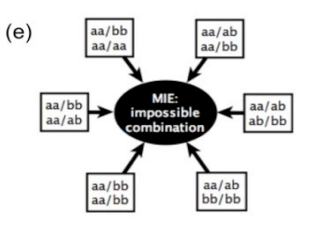 (e)
aa/bb
aa/aa
aa/ab
aa/bb
aa/bb
aa/ab
MIE:
impossible
combination
aa/ab
ab/bb
aa/bb
aa/bb
aa/ab
bb/bb